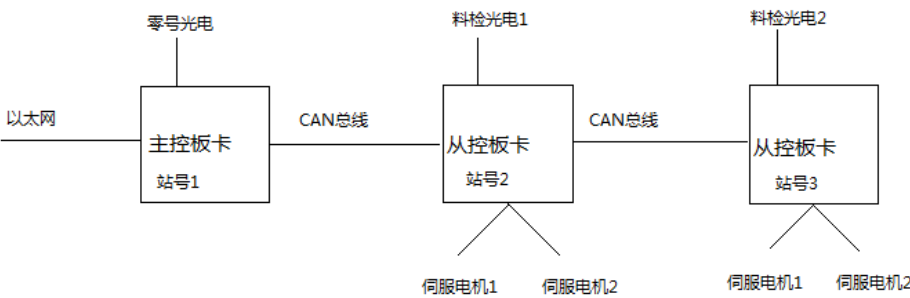 零号光电
料检光电1
料检光电2
以太网
CAN总线
CAN总线
主控板卡
站号1
从控板卡
站号2
从控板卡
站号3
伺服电机1
伺服电机2
伺服电机1
伺服电机2